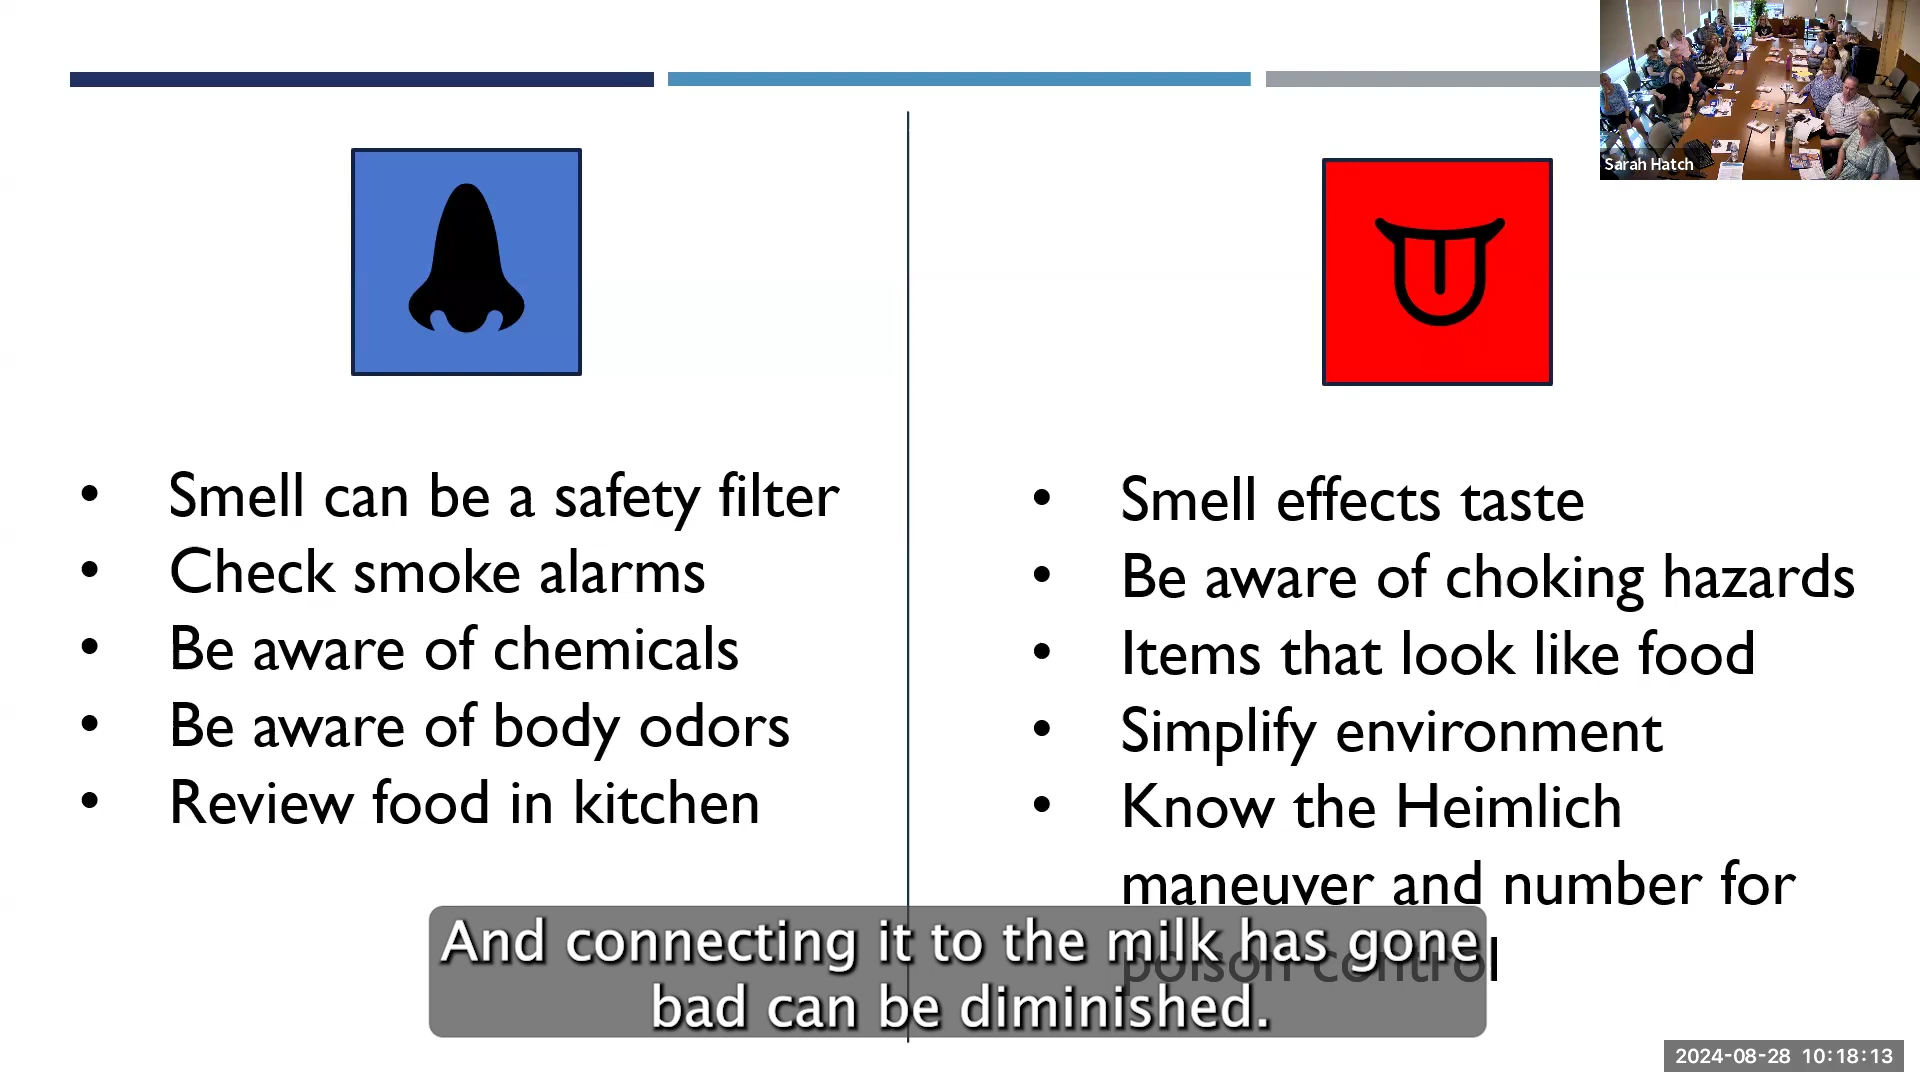 Sarah Hatch
• Smell can be a safety filter
• Check smoke alarms
• Be aware of chemicals
• Be aware of body odors
• Review food in kitchen
• Smell effects taste
• Be aware of choking hazards
• Items that look like food
• Simplify environment
• Know the Heimlich
maneuver and number for
poison control
And connecting it to the milk has gone
bad can be diminished.
2024-08-28 10:18:13